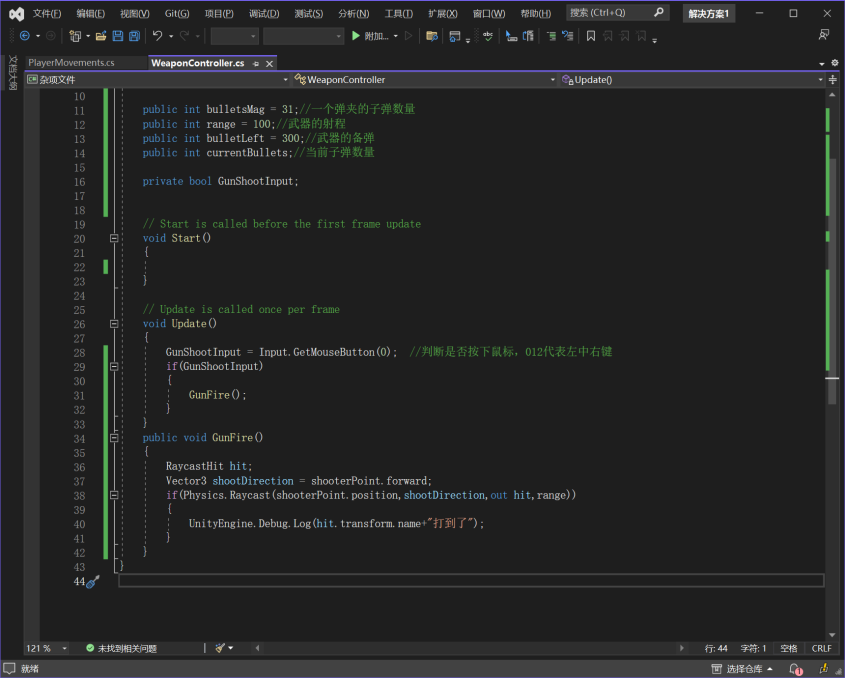 文件(F) 编辑(E) 视图(V) Git(G) 项目(P) 调试(D) 测试(S) 分析(N) 工具(T) 扩展(X) 窗口(W) 帮助(H) 搜索 (Ctrl+Q) 解决方案1
附加...
文档大纲
PlayerMovements.cs WeaponController.cs
杂项文件 WeaponController Update()
10
11 public int bulletsMag = 31;//一个弹夹的子弹数量
12 public int range = 100;//武器的射程
13 public int bulletLeft = 300;//武器的备弹
14 public int currentBullets;//当前子弹数量
15
16 private bool GunShootInput;
17
18
19 // Start is called before the first frame update
20 void Start()
21 {
22
23 }
24
25 // Update is called once per frame
26 void Update()
27 {
28 GunShootInput = Input.GetMouseButton(0); //判断是否按下鼠标，012代表左中右键
29 if(GunShootInput)
30 {
31 GunFire();
32 }
33 }
34 public void GunFire()
35 {
36 RaycastHit hit;
37 Vector3 shootDirection = shooterPoint.forward;
38 if(Physics.Raycast(shooterPoint.position,shootDirection,out hit,range))
39 {
40 UnityEngine.Debug.Log(hit.transform.name+"打到了");
41 }
42 }
43 }
44
121 % 未找到相关问题 行: 44 字符: 1 空格 CRLF
就绪 选择仓库 1